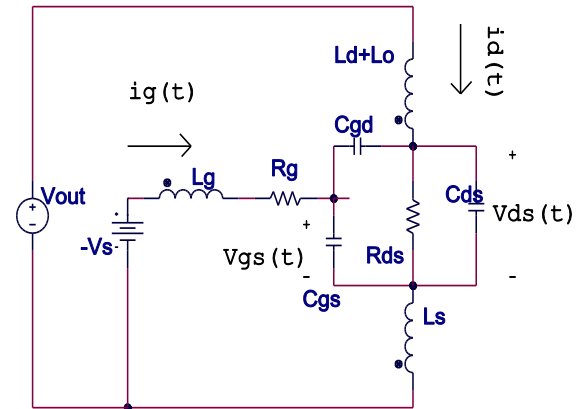 Ld+Lo
id(t)
ig(t)
Cgd
Lg
Rg
+
Vout
+
-
+
-Vs
-
+
Vgs(t)
-
Cgs
Rds
Cds
+
Vds(t)
-
Ls